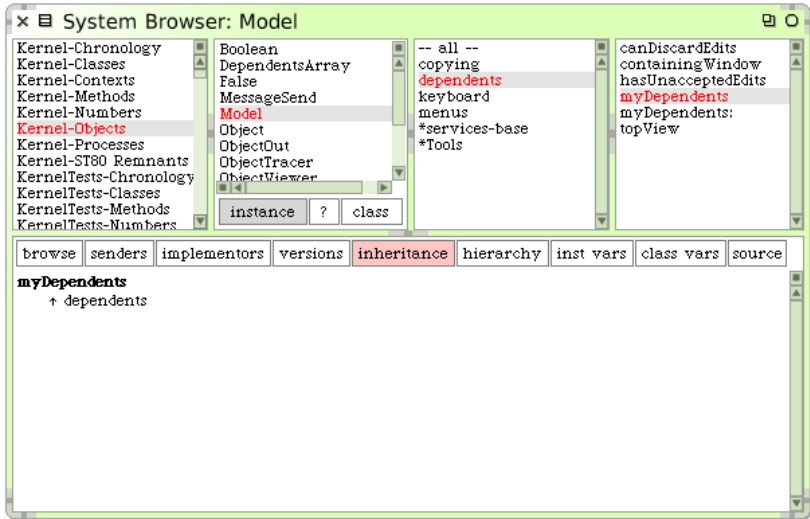 System Browser: Model
Kernel-Chronology
Kernel-Classes
Kernel-Contexts
Kernel-Methods
Kernel-Numbers
Kernel-Objects
Kernel-Processes
Kernel-ST80 Remnants
KernelTests-Chronology
KernelTests-Classes
KernelTests-Methods
KernelTests-Numbers
Boolean
DependentsArray
False
MessageSend
Model
Object
ObjectOut
ObjectTracer
ObjectViewer
instance ? class
-- all --
copying
dependents
keyboard
menus
*services-base
*Tools
canDiscardEdits
containingWindow
hasUnacceptedEdits
myDependents
myDependents:
topView
browse senders implementors versions inheritance hierarchy inst vars class vars source
myDependents
↑ dependents